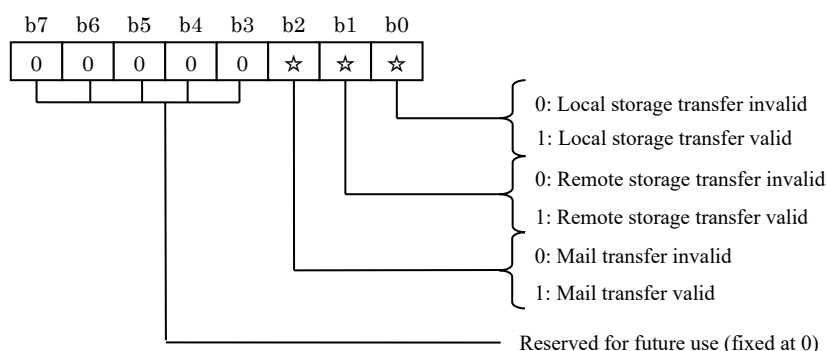 b7 b6 b5 b4 b3 b2 b1 b0
0 0 0 0 0 ☆ ☆ ☆
0: Local storage transfer invalid
1: Local storage transfer valid
0: Remote storage transfer invalid
1: Remote storage transfer valid
0: Mail transfer invalid
1: Mail transfer valid
Reserved for future use (fixed at 0)